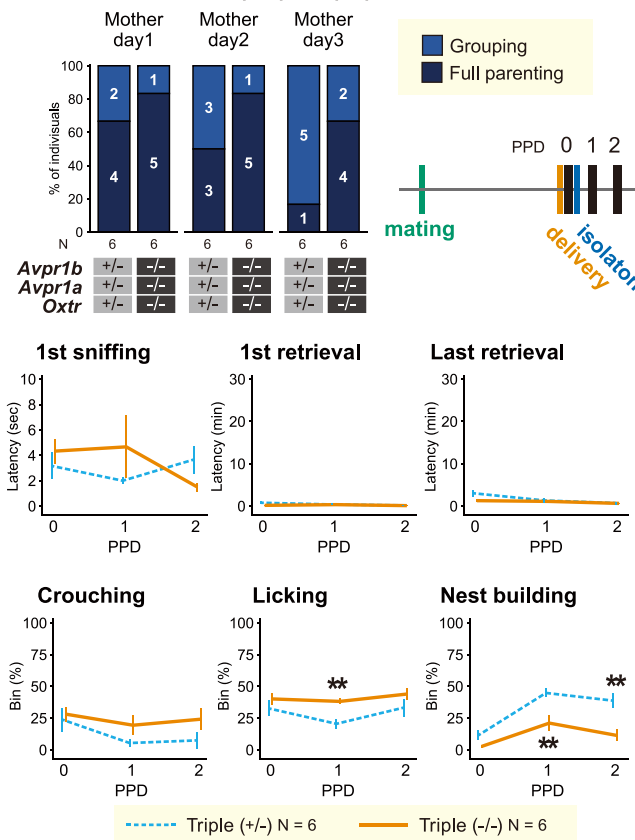 Mother Mother Mother
day1 day2 day3
Grouping
Full parenting
% of individuals
100
80
60
40
20
0
2 1 3 1 5 2
4 5 3 5 1 4
N 6 6 6 6 6 6
Avpr1b +/- -/- +/- -/- +/- -/-
Avpr1a +/- -/- +/- -/- +/- -/-
Oxtr +/- -/- +/- -/- +/- -/-
PPD 0 1 2
mating
delivery
isolaton
1st sniffing
Latency (sec)
10
8
6
4
2
0
0 1 2
PPD
1st retrieval
Latency (min)
30
20
10
0
0 1 2
PPD
Last retrieval
Latency (min)
30
20
10
0
0 1 2
PPD
Crouching
Bin (%)
100
75
50
25
0
0 1 2
PPD
Licking
Bin (%)
100
75
50
25
0
**
0 1 2
PPD
Nest building
Bin (%)
100
75
50
25
0
**
**
0 1 2
PPD
Triple (+/-) N = 6 Triple (-/-) N = 6